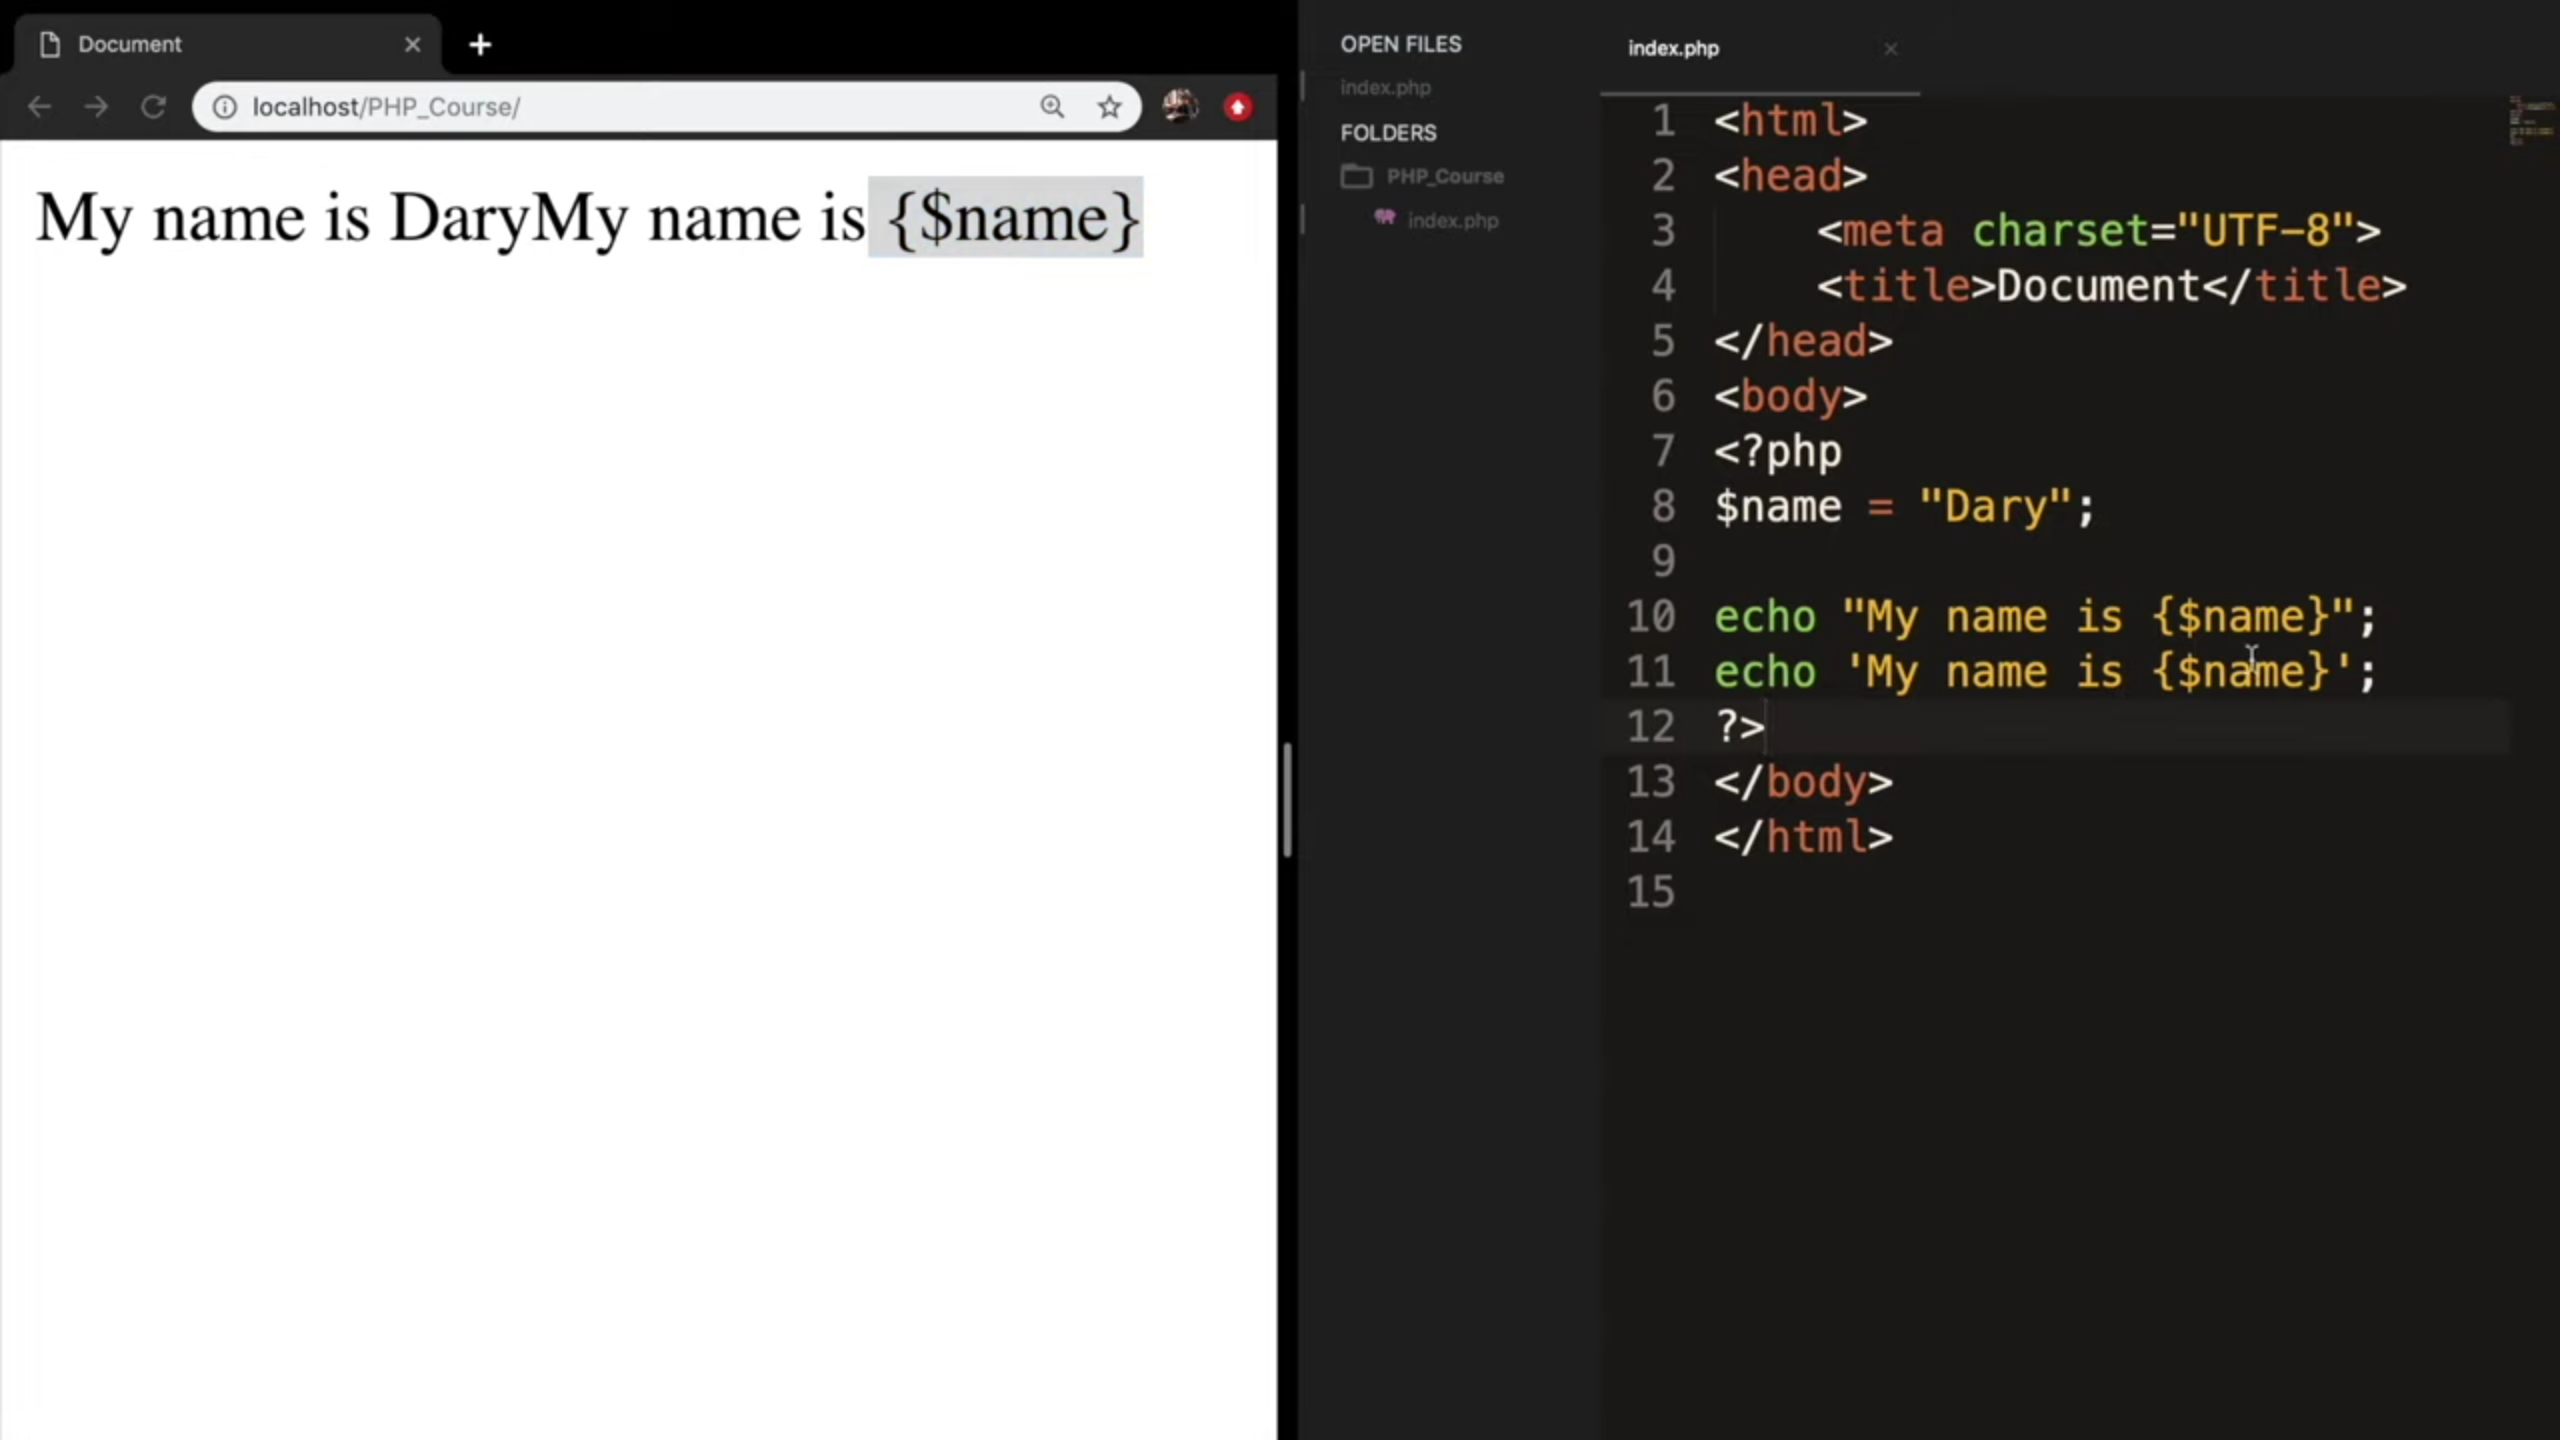 Document
localhost/PHP_Course/
My name is DaryMy name is {$name}
OPEN FILES
index.php
FOLDERS
PHP_Course
index.php
index.php
1 <html>
2 <head>
3 <meta charset="UTF-8">
4 <title>Document</title>
5 </head>
6 <body>
7 <?php
8 $name = "Dary";
9
10 echo "My name is {$name}";
11 echo 'My name is {$name}';
12 ?>
13 </body>
14 </html>
15